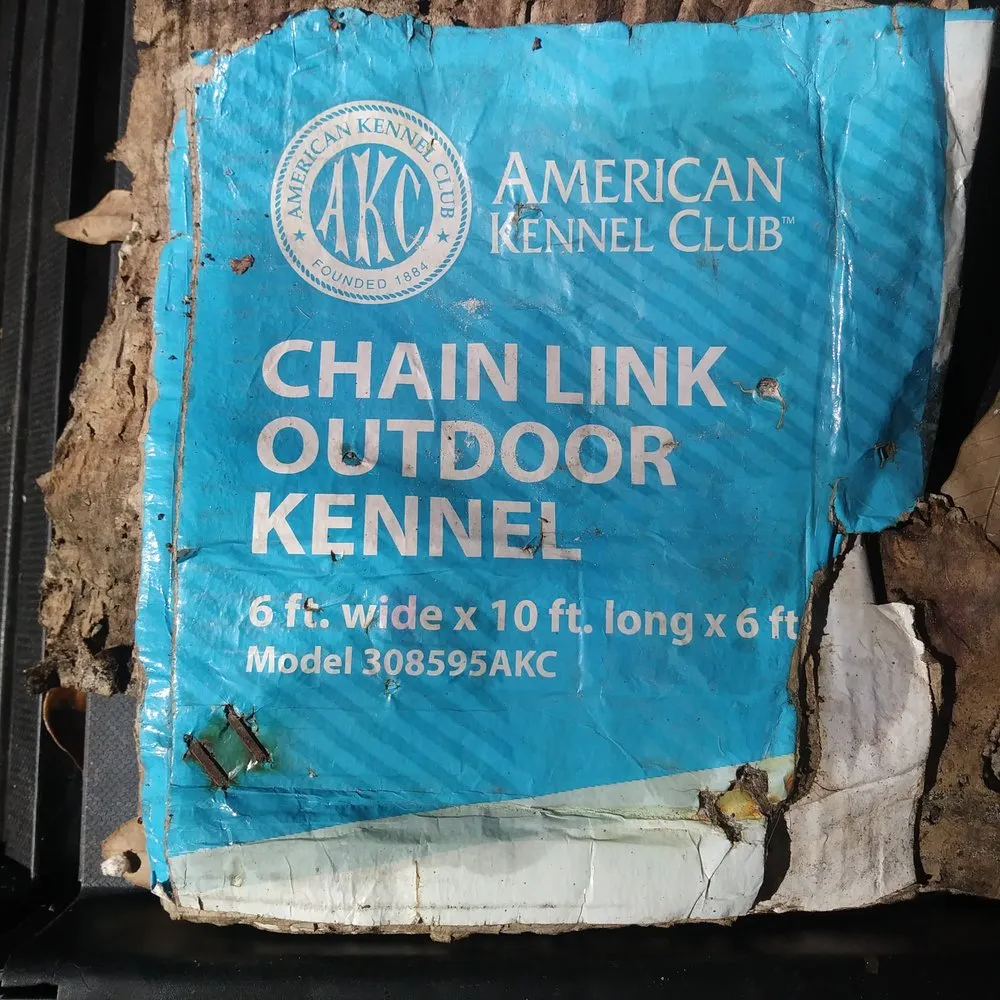 AMERICAN KENNEL CLUB
AKC
FOUNDED 1884
AMERICAN
KENNEL CLUB™
CHAIN LINK
OUTDOOR
KENNEL
6 ft. wide x 10 ft. long x 6 ft
Model 308595AKC